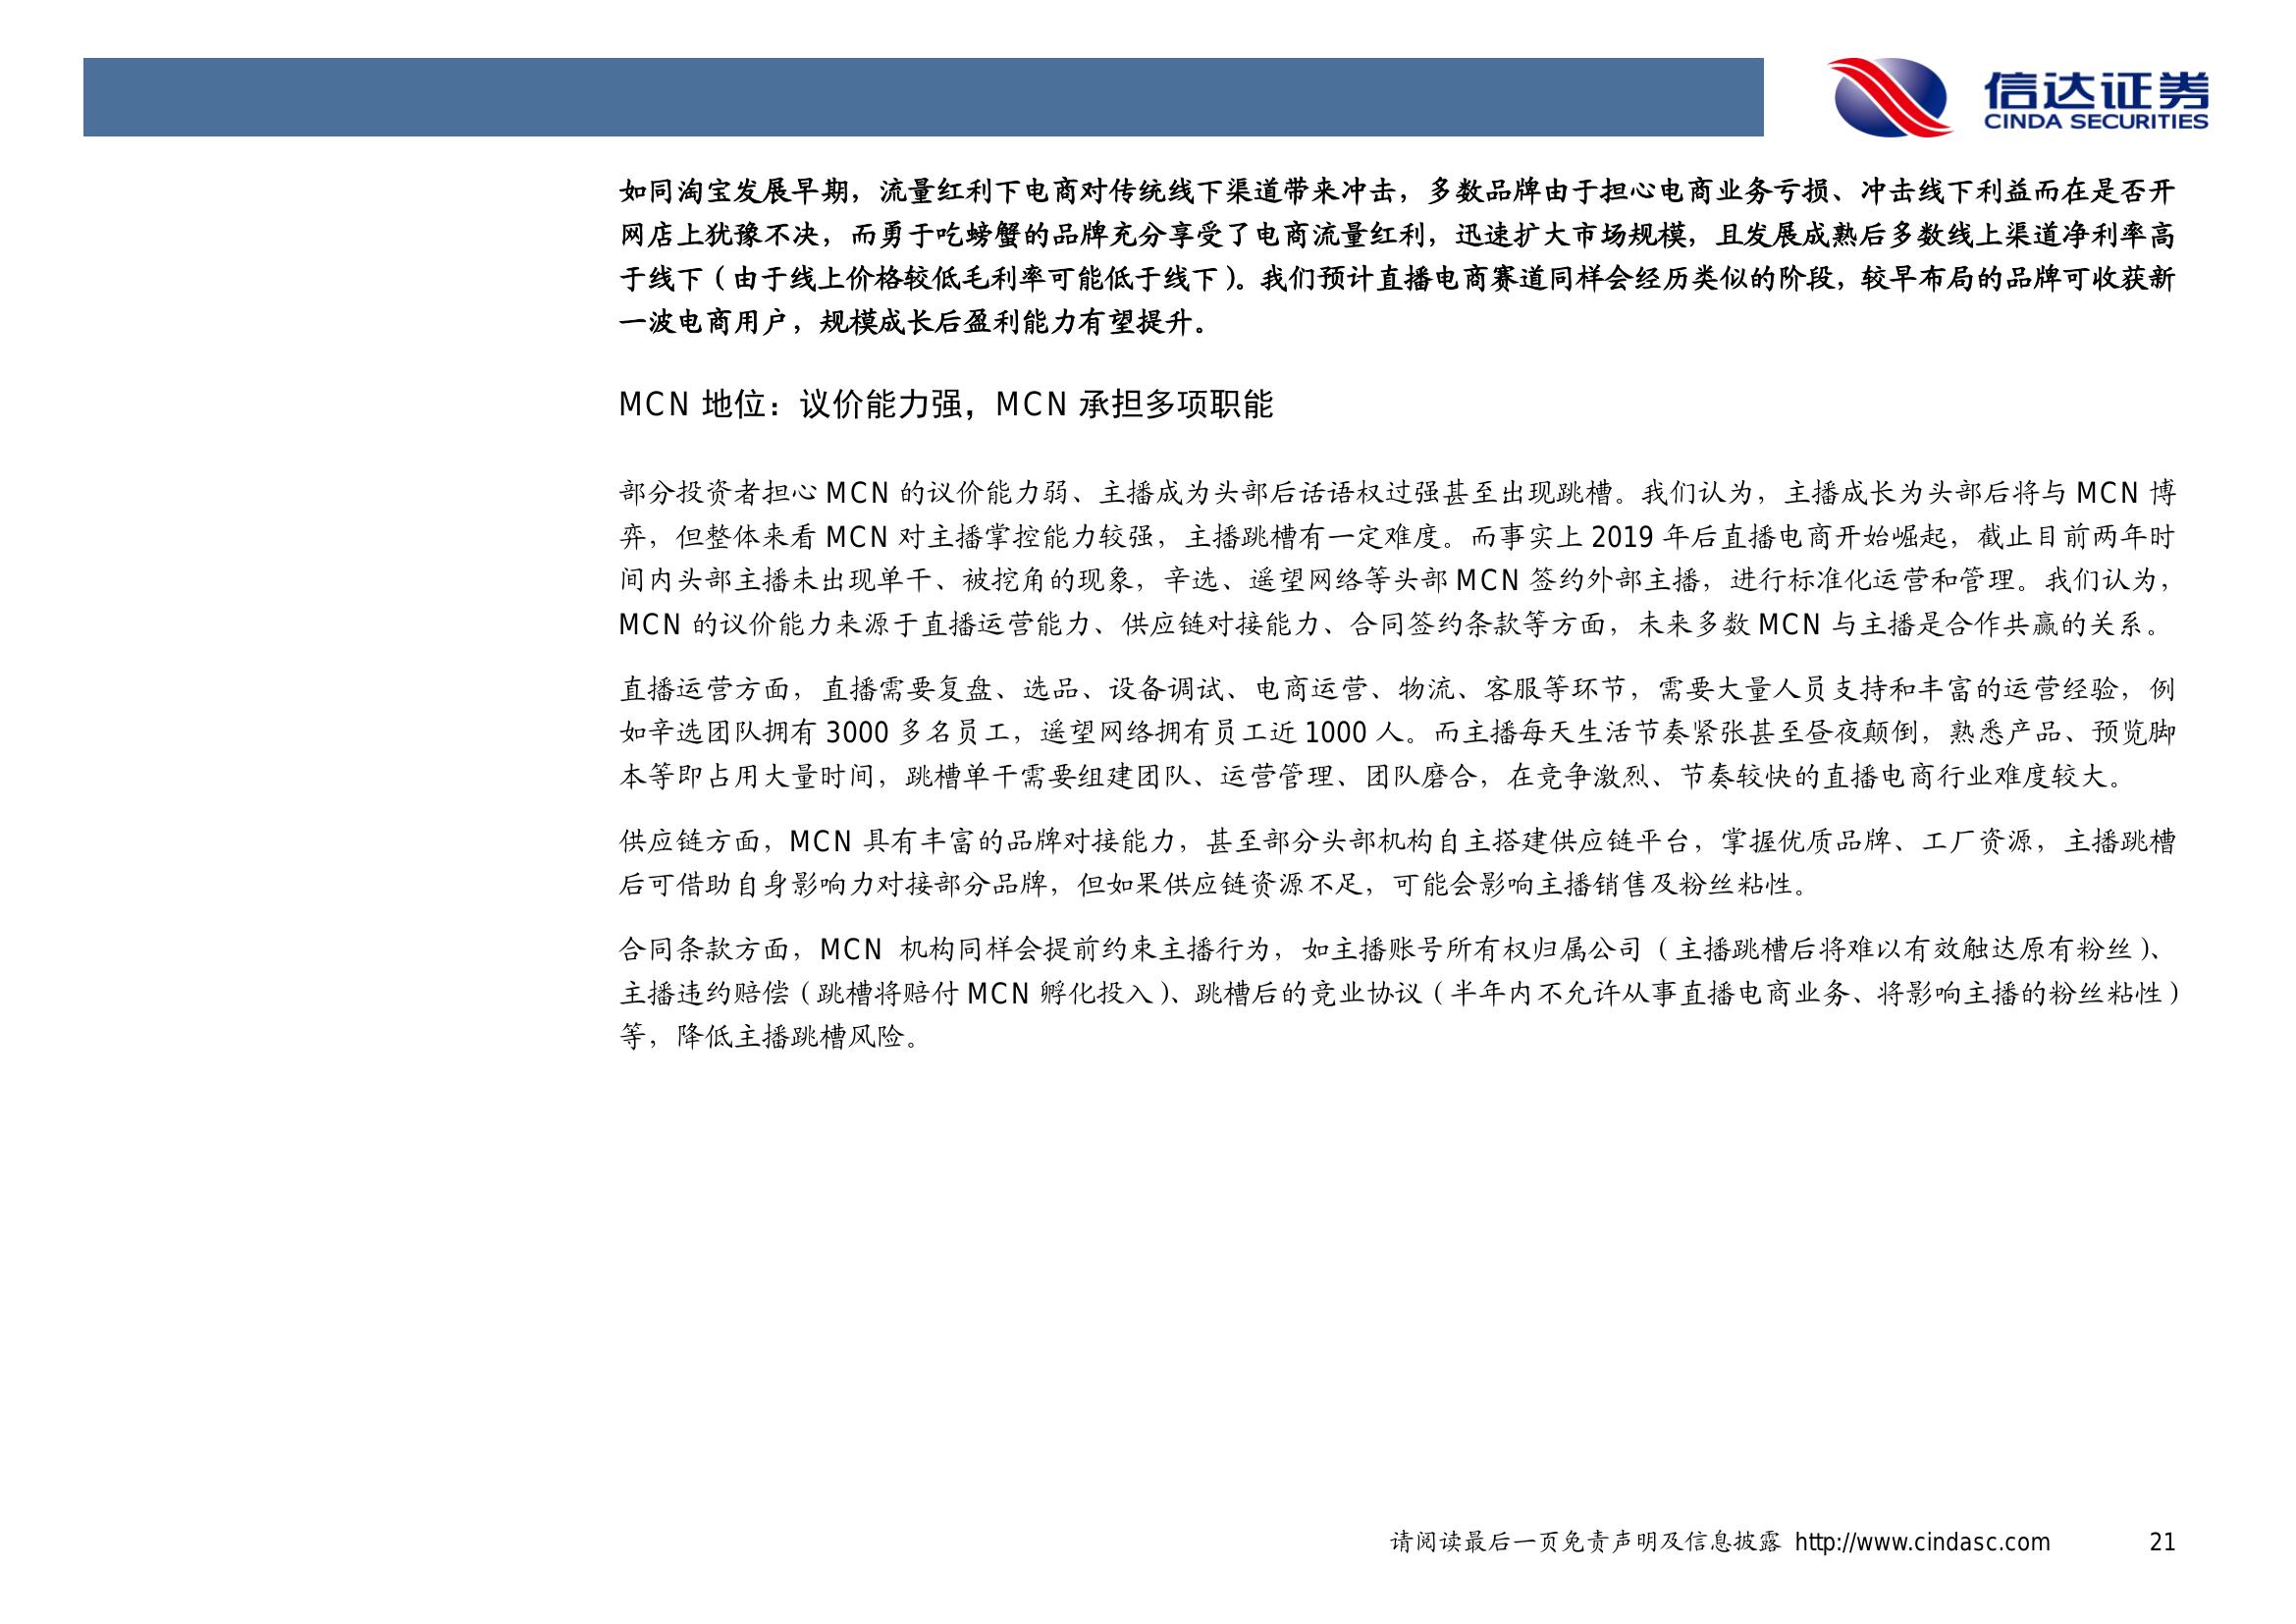 信达证券
CINDA SECURITIES
如同淘宝发展早期，流量红利下电商对传统线下渠道带来冲击，多数品牌由于担心电商业务亏损、冲击线下利益而在是否开
网店上犹豫不决，而勇于吃螃蟹的品牌充分享受了电商流量红利，迅速扩大市场规模，且发展成熟后多数线上渠道净利率高
于线下（由于线上价格较低毛利率可能低于线下）。我们预计直播电商赛道同样会经历类似的阶段，较早布局的品牌可收获新
一波电商用户，规模成长后盈利能力有望提升。
MCN 地位：议价能力强，MCN 承担多项职能
部分投资者担心 MCN 的议价能力弱、主播成为头部后话语权过强甚至出现跳槽。我们认为，主播成长为头部后将与 MCN 博
弈，但整体来看 MCN 对主播掌控能力较强，主播跳槽有一定难度。而事实上 2019 年后直播电商开始崛起，截止目前两年时
间内头部主播未出现单干、被挖角的现象，辛选、遥望网络等头部 MCN 签约外部主播，进行标准化运营和管理。我们认为，
MCN 的议价能力来源于直播运营能力、供应链对接能力、合同签约条款等方面，未来多数 MCN 与主播是合作共赢的关系。
直播运营方面，直播需要复盘、选品、设备调试、电商运营、物流、客服等环节，需要大量人员支持和丰富的运营经验，例
如辛选团队拥有 3000 多名员工，遥望网络拥有员工近 1000 人。而主播每天生活节奏紧张甚至昼夜颠倒，熟悉产品、预览脚
本等即占用大量时间，跳槽单干需要组建团队、运营管理、团队磨合，在竞争激烈、节奏较快的直播电商行业难度较大。
供应链方面，MCN 具有丰富的品牌对接能力，甚至部分头部机构自主搭建供应链平台，掌握优质品牌、工厂资源，主播跳槽
后可借助自身影响力对接部分品牌，但如果供应链资源不足，可能会影响主播销售及粉丝粘性。
合同条款方面，MCN 机构同样会提前约束主播行为，如主播账号所有权归属公司（主播跳槽后将难以有效触达原有粉丝）、
主播违约赔偿（跳槽将赔付 MCN 孵化投入）、跳槽后的竞业协议（半年内不允许从事直播电商业务、将影响主播的粉丝粘性）
等，降低主播跳槽风险。
请阅读最后一页免责声明及信息披露 http://www.cindasc.com 21